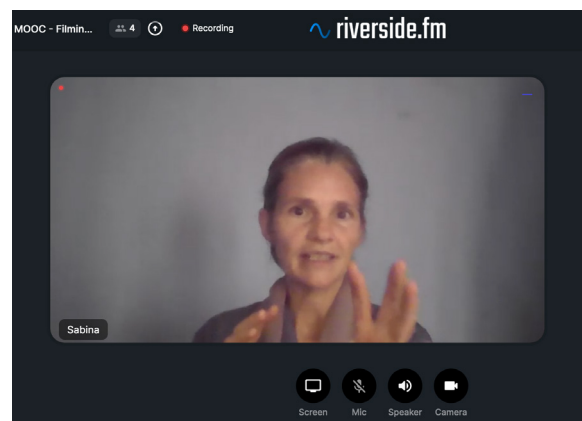 MOOC - Filmin... 4 Recording riverside.fm
Sabina
Screen Mic Speaker Camera